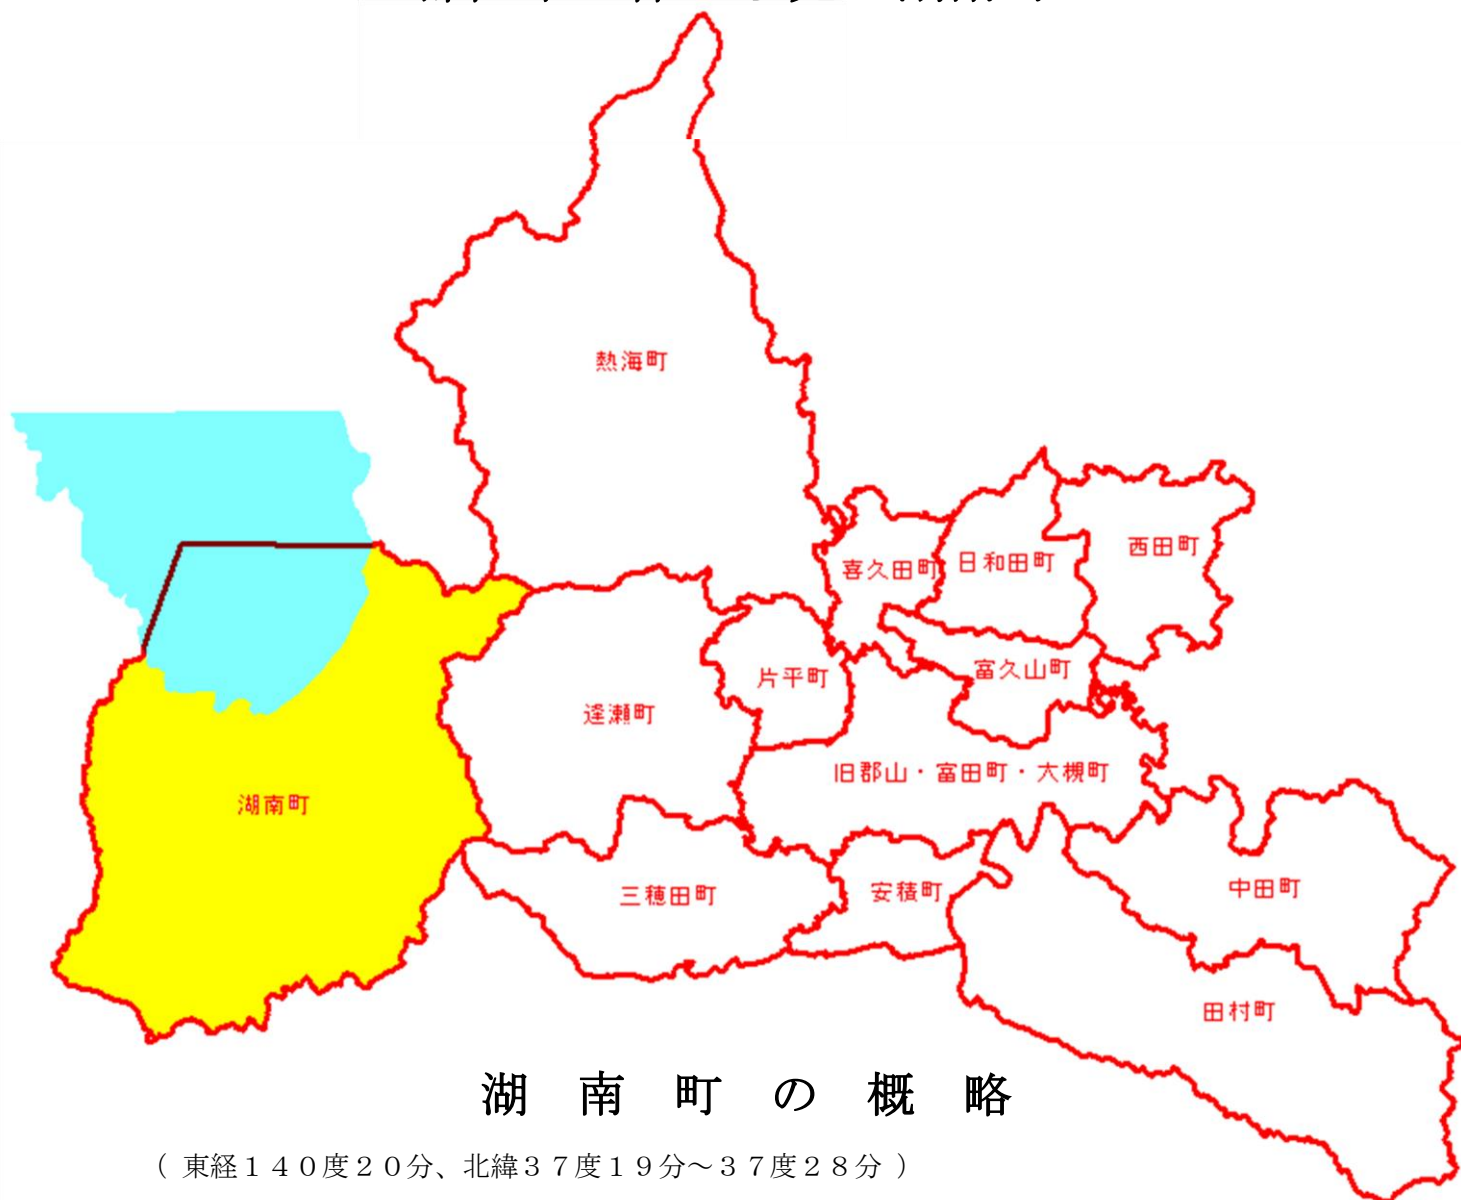 熱海町
西田町
喜久田町
日和田町
富久山町
片平町
逢瀬町
旧郡山・富田町・大槻町
湖南町
三穂田町
安積町
中田町
田村町
湖南町の概略
（ 東経１４０度２０分、北緯３７度１９分～３７度２８分 ）